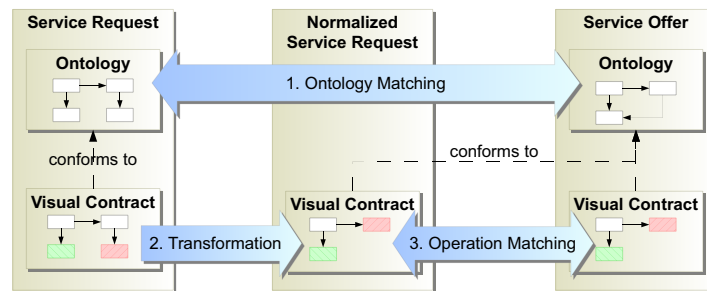 Service Request
Normalized
Service Request
Service Offer
Ontology
Ontology
1. Ontology Matching
conforms to
conforms to
Visual Contract
Visual Contract
Visual Contract
2. Transformation
3. Operation Matching